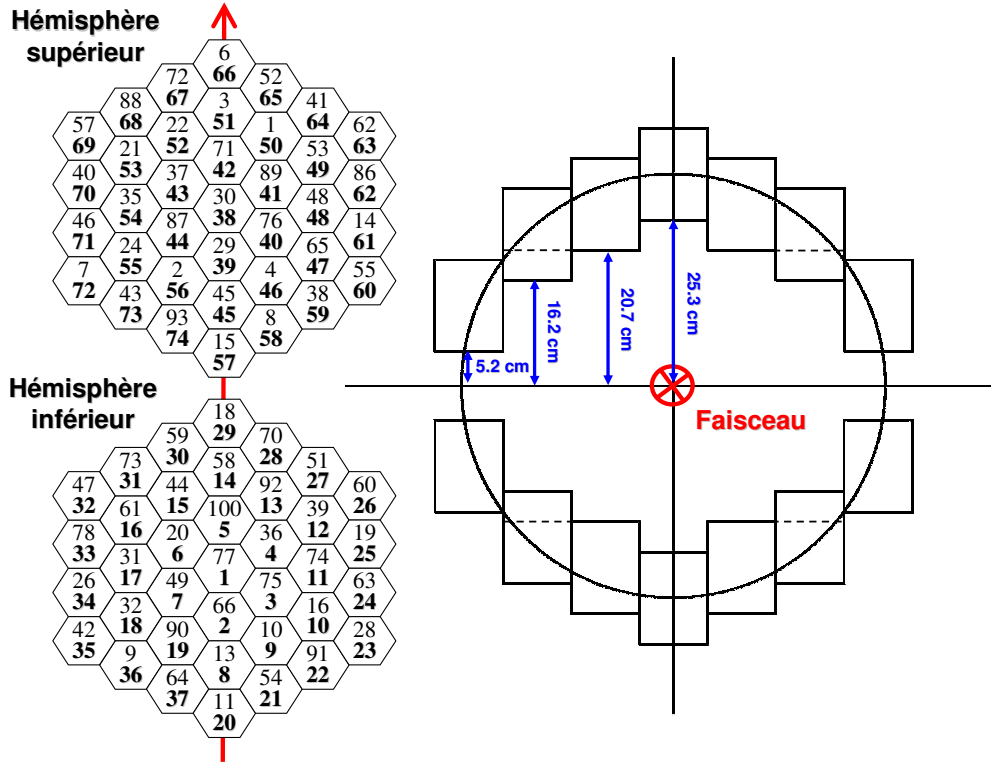 Hémisphère
supérieur
6
66
72 52
67 65
88 3 41
68 51 64
57 22 1 62
69 52 50 63
21 71 53
53 42 49
40 37 89 86
70 43 41 62
35 30 48
54 38 48
46 87 76 14
71 44 40 61
24 29 65
55 39 47
7 2 4 55
72 56 46 60
43 45 38
73 45 59
93 8
74 58
15
57
Hémisphère
inférieur
18
29
59 70
30 28
73 58 51
31 14 27
47 44 92 60
32 15 13 26
61 100 39
16 5 12
78 20 36 19
33 6 4 25
31 77 74
17 1 11
26 49 75 63
34 7 3 24
32 66 16
18 2 10
42 90 10 28
35 19 9 23
9 13 91
36 8 22
64 54
37 21
11
20
25.3 cm
20.7 cm
16.2 cm
5.2 cm
Faisceau